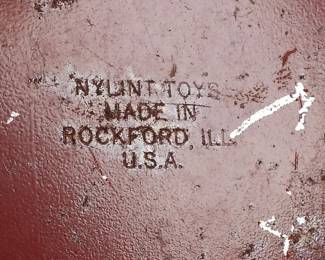 NYLINT TOYS
MADE IN
ROCKFORD, ILL.
U.S.A.